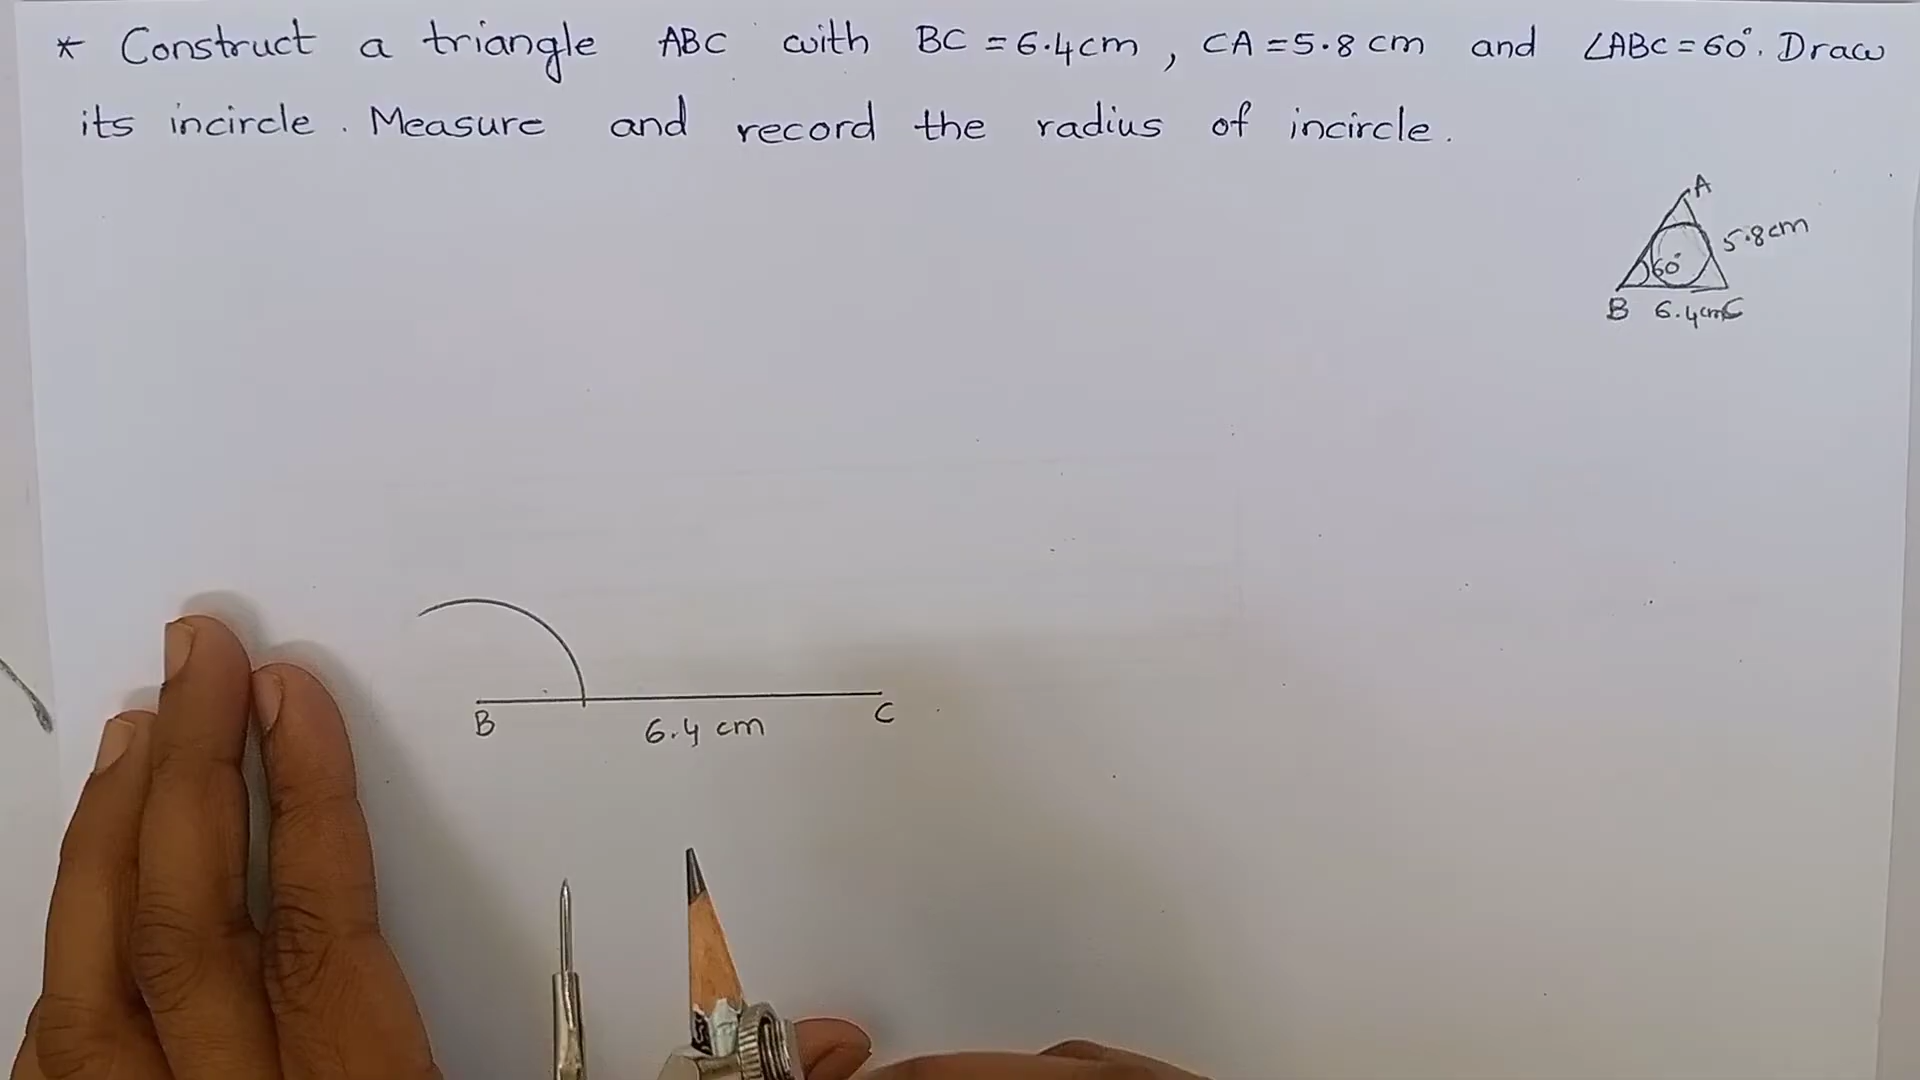 * Construct a triangle ABC with BC = 6.4cm, CA = 5.8 cm and ∠ABC = 60°. Draw
its incircle. Measure and record the radius of incircle.
A
5.8cm
60°
B 6.4cm C
B 6.4 cm C